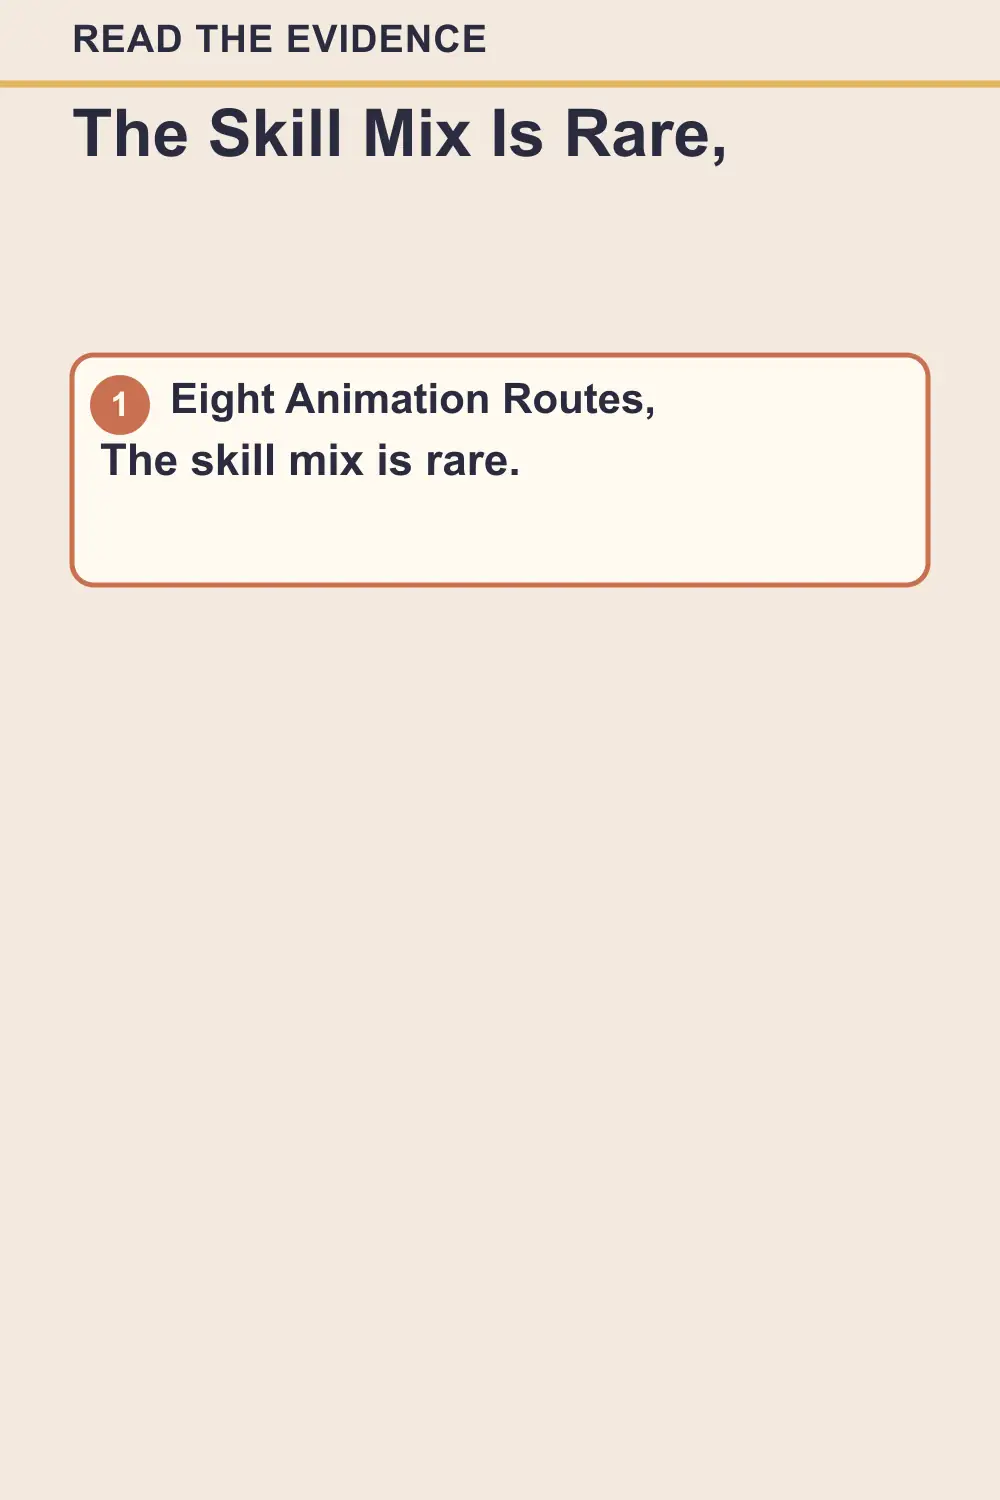 READ THE EVIDENCE
The Skill Mix Is Rare,
1 Eight Animation Routes,
The skill mix is rare.